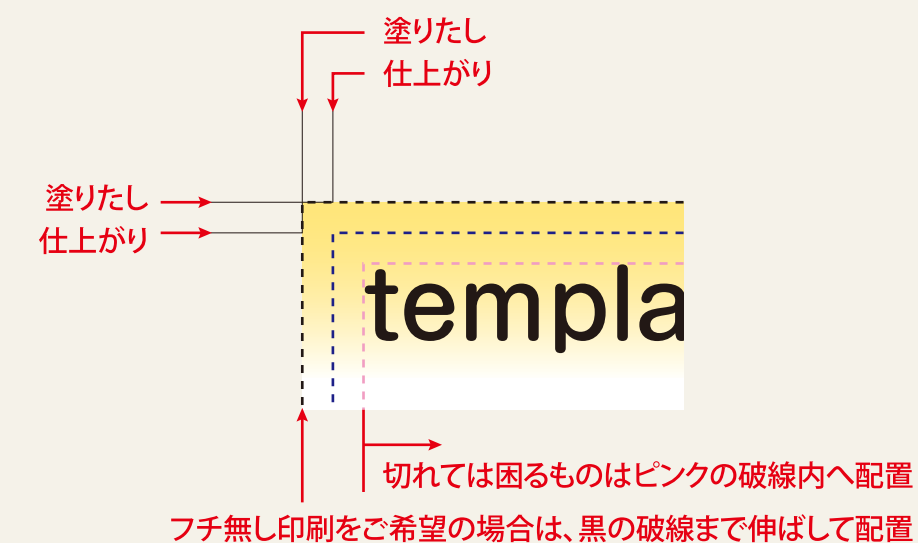 塗りたし
仕上がり
塗りたし
仕上がり
templa
切れては困るものはピンクの破線内へ配置
フチ無し印刷をご希望の場合は、黒の破線まで伸ばして配置